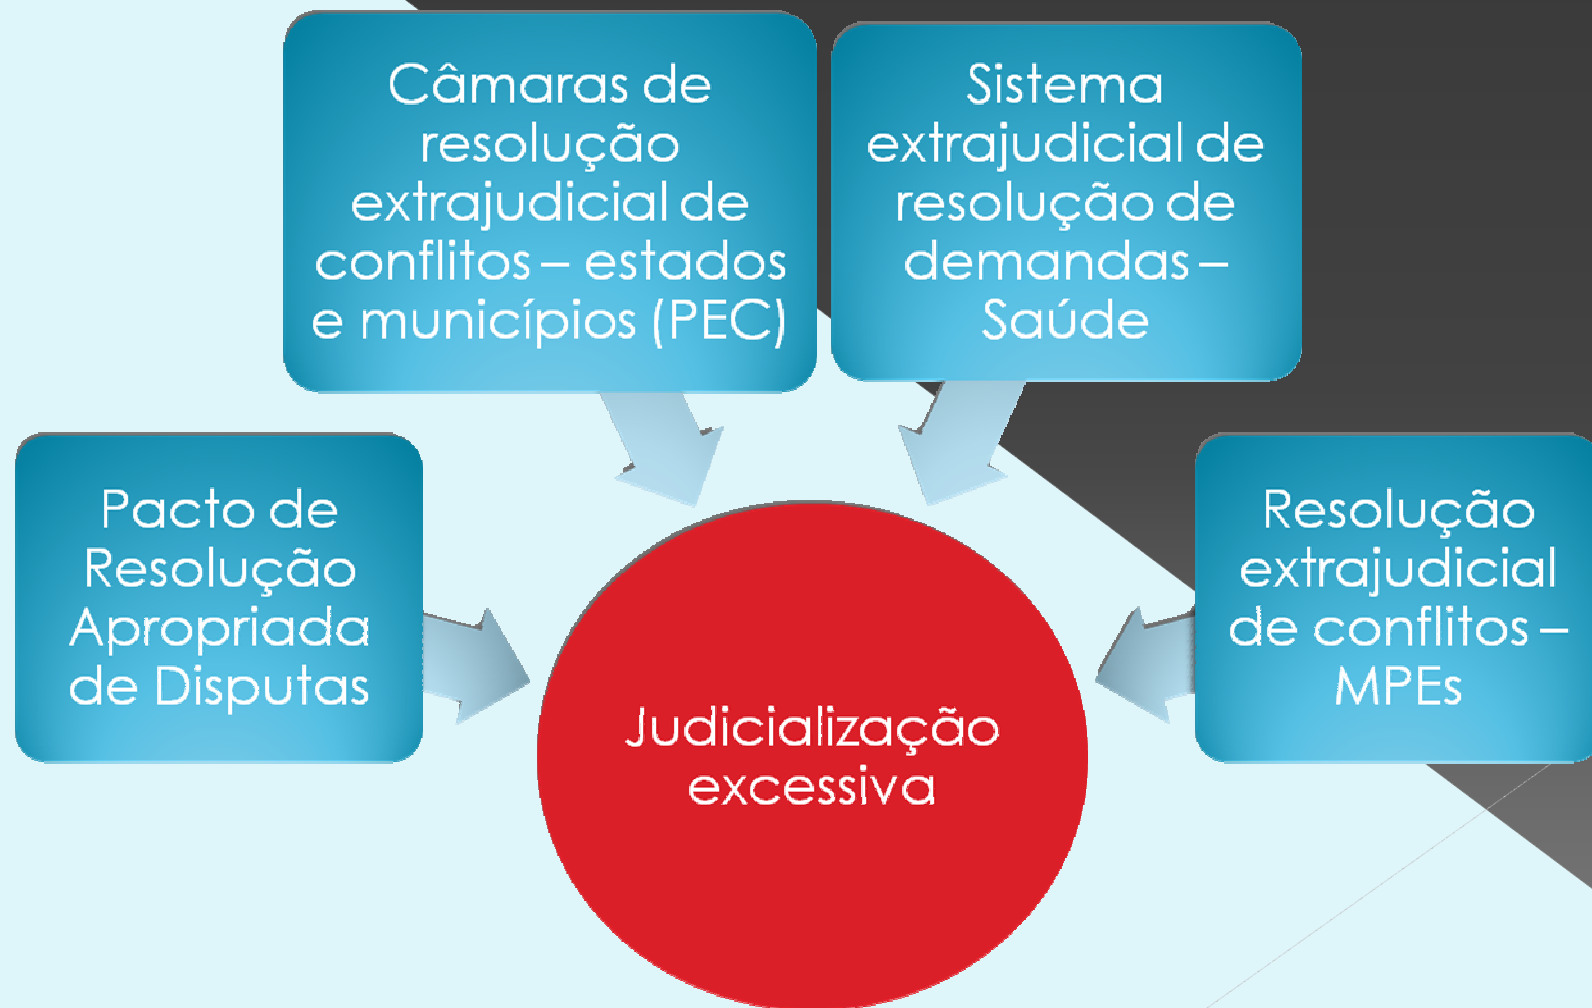 Câmaras de
resolução
extrajudicial de
conflitos – estados
e municípios (PEC)
Sistema
extrajudicial de
resolução de
demandas –
Saúde
Pacto de
Resolução
Apropriada
de Disputas
Resolução
extrajudicial
de conflitos –
MPEs
Judicialização
excessiva